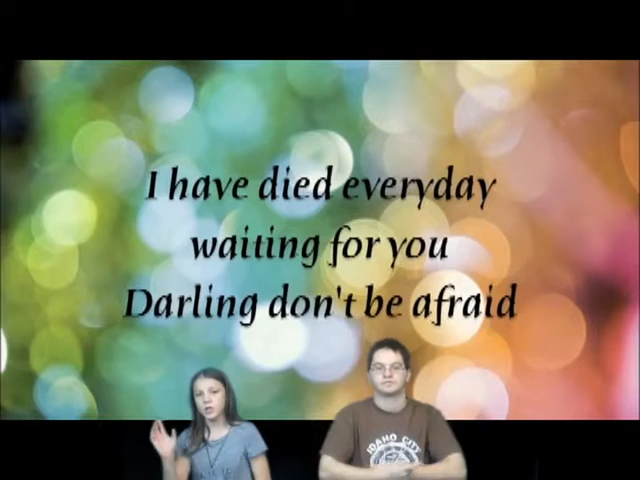 I have died everyday
waiting for you
Darling don't be afraid
IDAHO CITY